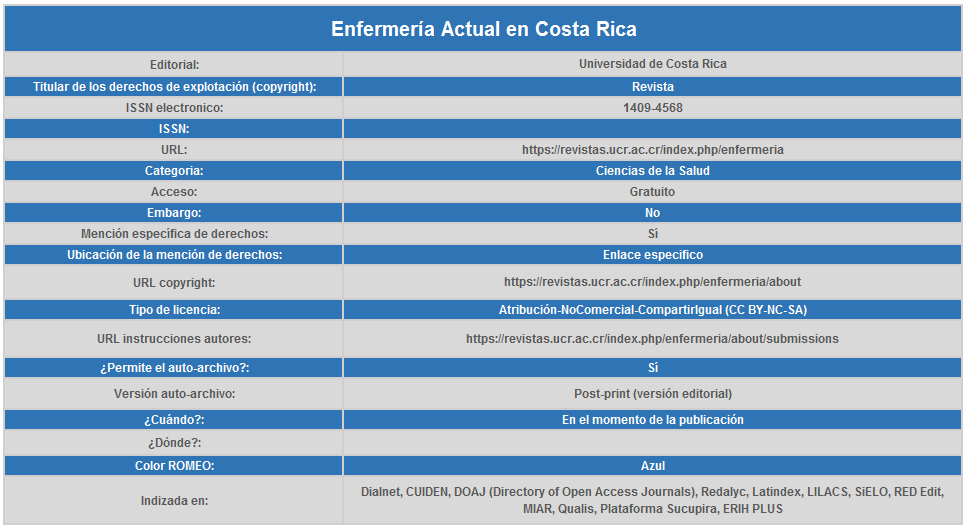 Enfermería Actual en Costa Rica
Editorial: Universidad de Costa Rica
Titular de los derechos de explotación (copyright): Revista
ISSN electronico: 1409-4568
ISSN:
URL: https://revistas.ucr.ac.cr/index.php/enfermeria
Categoria: Ciencias de la Salud
Acceso: Gratuito
Embargo: No
Mención específica de derechos: Sí
Ubicación de la mención de derechos: Enlace específico
URL copyright: https://revistas.ucr.ac.cr/index.php/enfermeria/about
Tipo de licencia: Atribución-NoComercial-CompartirIgual (CC BY-NC-SA)
URL instrucciones autores: https://revistas.ucr.ac.cr/index.php/enfermeria/about/submissions
¿Permite el auto-archivo?: Sí
Versión auto-archivo: Post-print (versión editorial)
¿Cuándo?: En el momento de la publicación
¿Dónde?:
Color ROMEO: Azul
Indizada en: Dialnet, CUIDEN, DOAJ (Directory of Open Access Journals), Redalyc, Latindex, LILACS, SiELO, RED Edit,
MIAR, Qualis, Plataforma Sucupira, ERIH PLUS